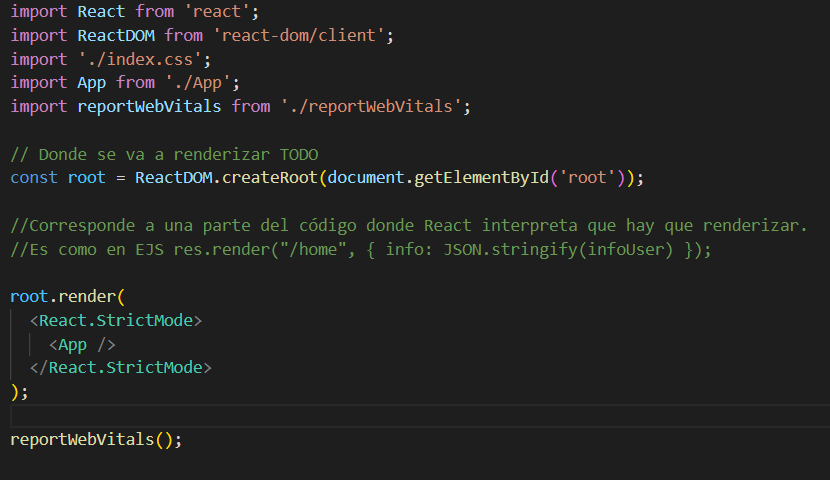 import React from 'react';
import ReactDOM from 'react-dom/client';
import './index.css';
import App from './App';
import reportWebVitals from './reportWebVitals';
// Donde se va a renderizar TODO
const root = ReactDOM.createRoot(document.getElementById('root'));
//Corresponde a una parte del código donde React interpreta que hay que renderizar.
//Es como en EJS res.render("/home", { info: JSON.stringify(infoUser) });
root.render(
<React.StrictMode>
<App />
</React.StrictMode>
);
reportWebVitals();